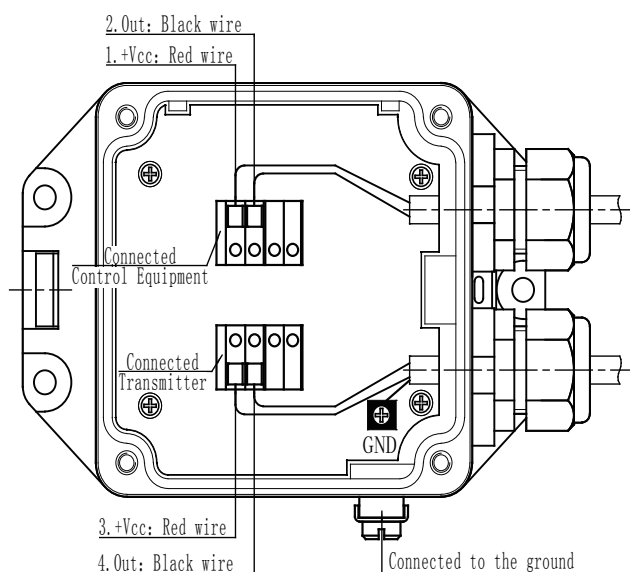 2.Out: Black wire
1.+Vcc: Red wire
Connected
Control Equipment
Connected
Transmitter
GND
3.+Vcc: Red wire
4.Out: Black wire
Connected to the ground